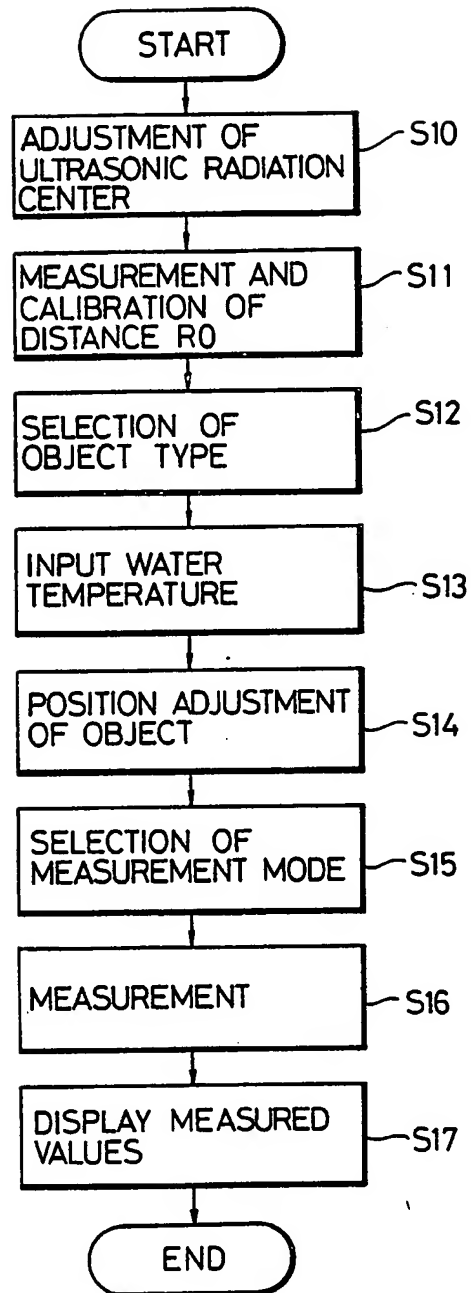 START
ADJUSTMENT OF
ULTRASONIC RADIATION
CENTER
S10
MEASUREMENT AND
CALIBRATION OF
DISTANCE R0
S11
SELECTION OF
OBJECT TYPE
S12
INPUT WATER
TEMPERATURE
S13
POSITION ADJUSTMENT
OF OBJECT
S14
SELECTION OF
MEASUREMENT MODE
S15
MEASUREMENT
S16
DISPLAY MEASURED
VALUES
S17
END